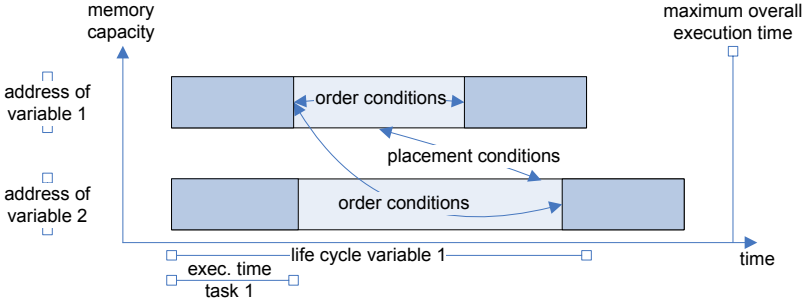 memory
capacity
maximum overall
execution time
address of
variable 1
order conditions
placement conditions
address of
variable 2
order conditions
life cycle variable 1
time
exec. time
task 1